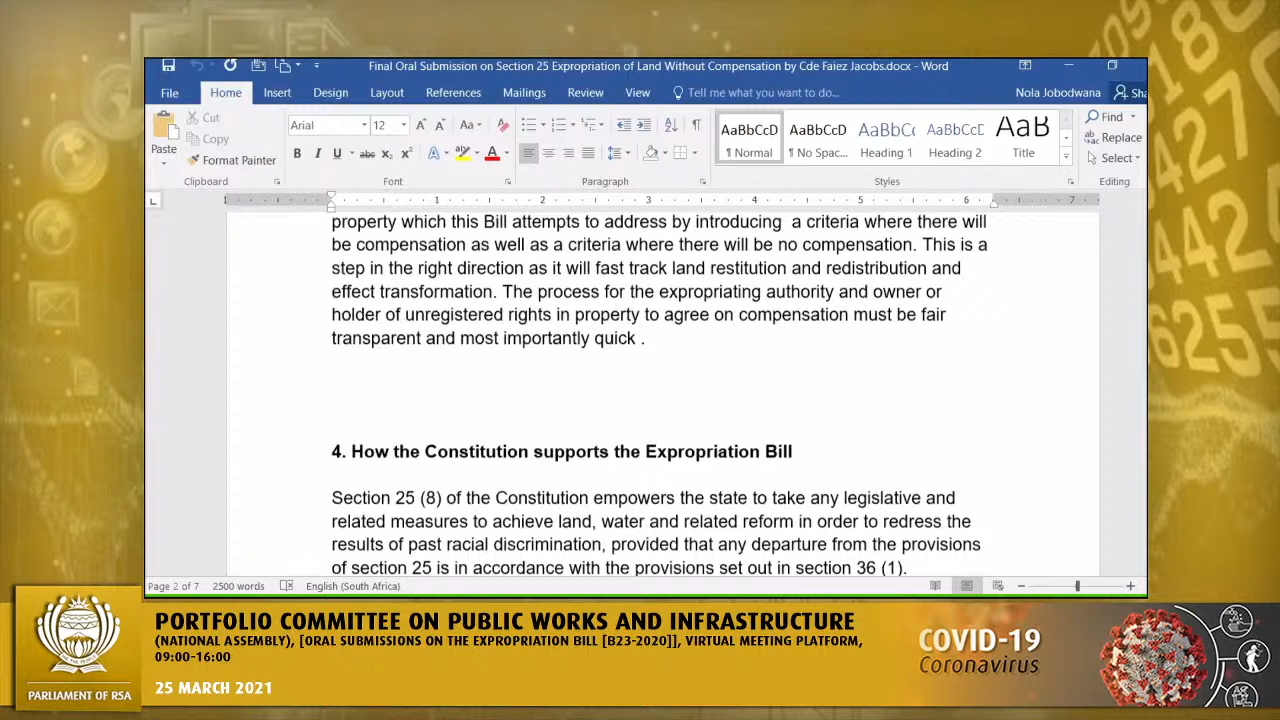 Final Oral Submission on Section 25 Expropriation of Land Without Compensation by Cde Faiez Jacobs.docx - Word
File Home Insert Design Layout References Mailings Review View Tell me what you want to do... Nola Jobodwana Sha
Paste
Cut
Copy
Format Painter
Clipboard
Arial 12
Font
Paragraph
AaBbCcD AaBbCcD AaBbCc AaBbCcD AaB
¶ Normal ¶ No Spac... Heading 1 Heading 2 Title
Styles
Find
Replace
Select
Editing
1 1 2 3 4 5 6 7
property which this Bill attempts to address by introducing a criteria where there will
be compensation as well as a criteria where there will be no compensation. This is a
step in the right direction as it will fast track land restitution and redistribution and
effect transformation. The process for the expropriating authority and owner or
holder of unregistered rights in property to agree on compensation must be fair
transparent and most importantly quick .
4. How the Constitution supports the Expropriation Bill
Section 25 (8) of the Constitution empowers the state to take any legislative and
related measures to achieve land, water and related reform in order to redress the
results of past racial discrimination, provided that any departure from the provisions
of section 25 is in accordance with the provisions set out in section 36 (1).
Page 2 of 7 2500 words English (South Africa)
PORTFOLIO COMMITTEE ON PUBLIC WORKS AND INFRASTRUCTURE
(NATIONAL ASSEMBLY), [ORAL SUBMISSIONS ON THE EXPROPRIATION BILL [B23-2020]], VIRTUAL MEETING PLATFORM,
09:00-16:00
25 MARCH 2021
PARLIAMENT OF RSA
COVID-19
Coronavirus